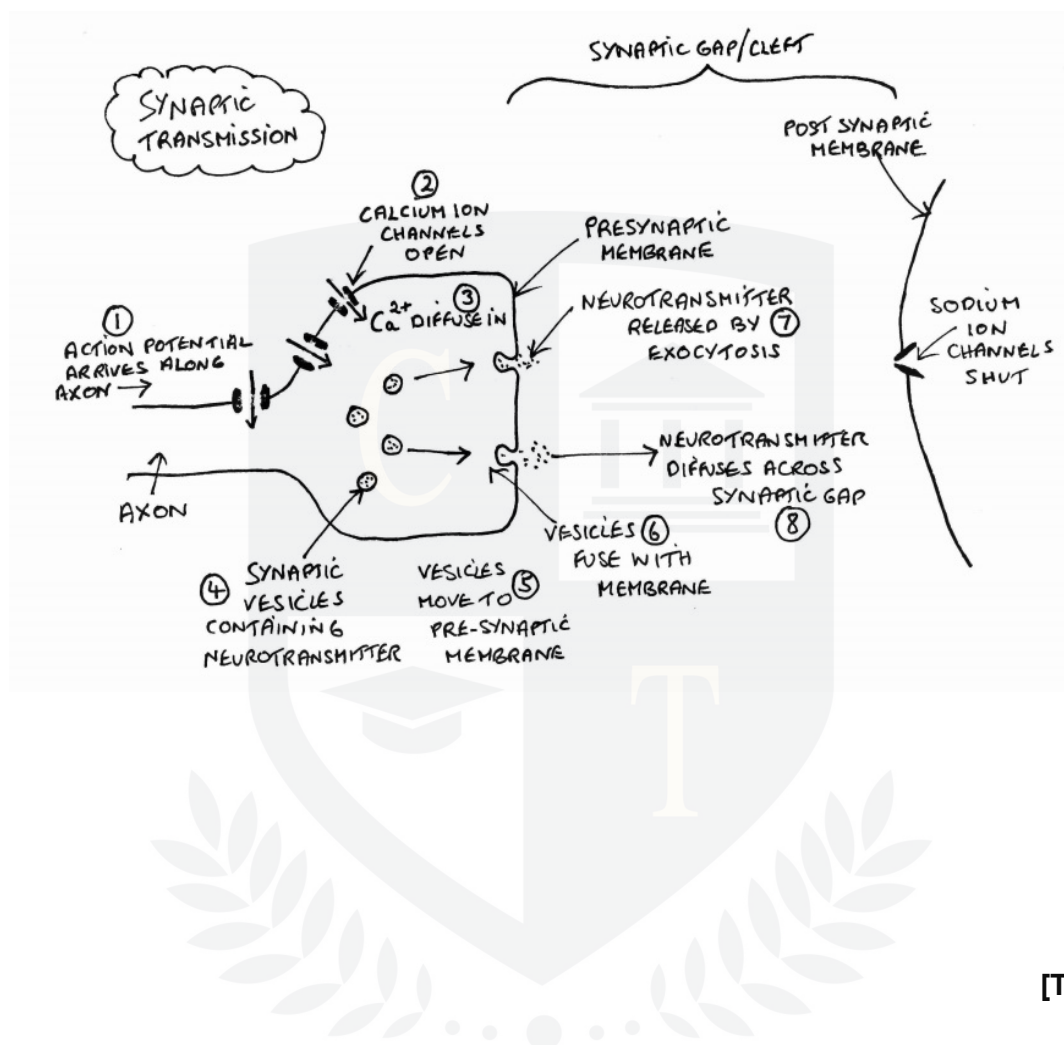 SYNAPTIC GAP/CLEFT
SYNAPTIC
TRANSMISSION
POST SYNAPTIC
MEMBRANE
②
CALCIUM ION
CHANNELS
OPEN
PRESYNAPTIC
MEMBRANE
③
Ca²⁺ DIFFUSE IN
NEUROTRANSMITTER
RELEASED BY ⑦
EXOCYTOSIS
SODIUM
ION
CHANNELS
SHUT
①
ACTION POTENTIAL
ARRIVES ALONG
AXON
NEUROTRANSMITTER
DIFFUSES ACROSS
SYNAPTIC GAP
⑧
AXON
VESICLES ⑥
FUSE WITH
MEMBRANE
④ SYNAPTIC
VESICLES
CONTAINING
NEUROTRANSMITTER
VESICLES
MOVE TO ⑤
PRE-SYNAPTIC
MEMBRANE
C
T
[T